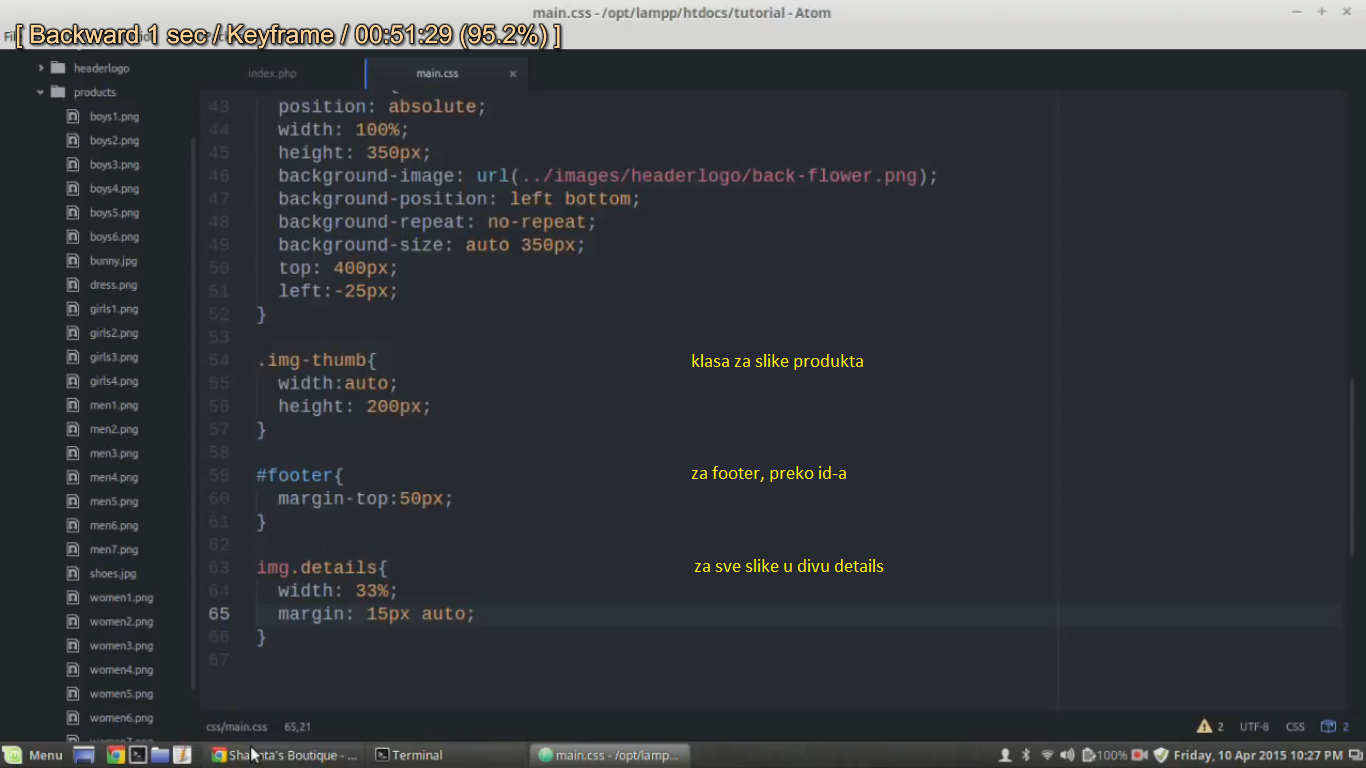 main.css - /opt/lampp/htdocs/tutorial - Atom
[ Backward 1 sec / Keyframe / 00:51:29 (95.2%) ]
headerlogo
products
boys1.png
boys2.png
boys3.png
boys4.png
boys5.png
boys6.png
bunny.jpg
dress.png
girls1.png
girls2.png
girls3.png
girls4.png
men1.png
men2.png
men3.png
men4.png
men5.png
men6.png
men7.png
shoes.jpg
women1.png
women2.png
women3.png
women4.png
women5.png
women6.png
women7.png
index.php
main.css
43 position: absolute;
44 width: 100%;
45 height: 350px;
46 background-image: url(../images/headerlogo/back-flower.png);
47 background-position: left bottom;
48 background-repeat: no-repeat;
49 background-size: auto 350px;
50 top: 400px;
51 left:-25px;
52 }
53
54 .img-thumb{ klasa za slike produkta
55 width:auto;
56 height: 200px;
57 }
58
59 #footer{ za footer, preko id-a
60 margin-top:50px;
61 }
62
63 img.details{ za sve slike u divu details
64 width: 33%;
65 margin: 15px auto;
66 }
67
css/main.css 65,21 2 UTF-8 CSS 2
Menu Shaunta's Boutique - ... Terminal main.css - /opt/lamp... 100% Friday, 10 Apr 2015 10:27 PM